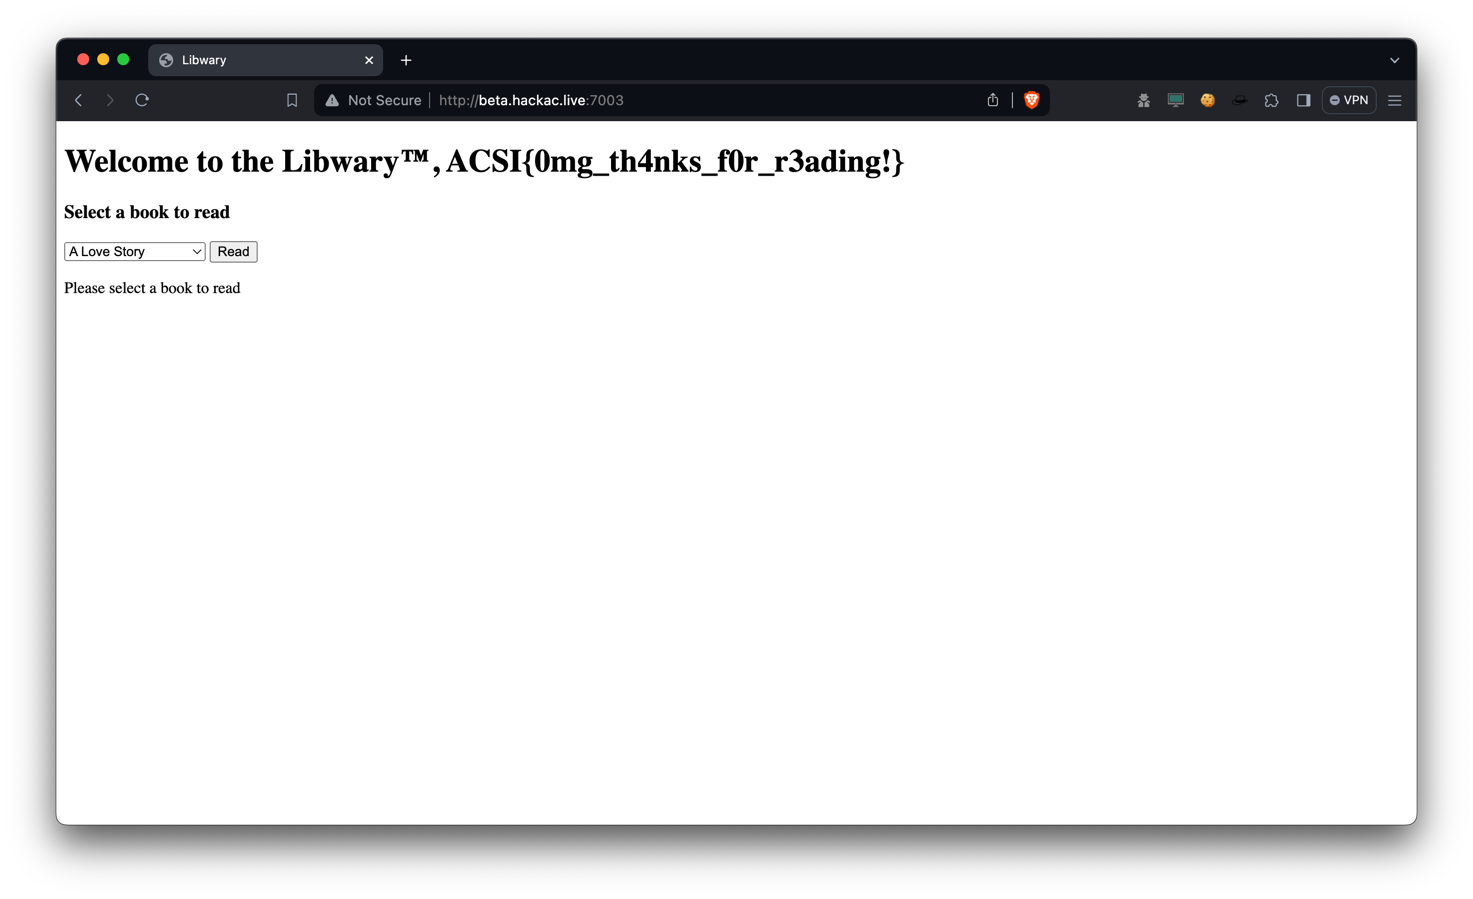 Libwary
Not Secure http://beta.hackac.live:7003
VPN
Welcome to the Libwary™, ACSI{0mg_th4nks_f0r_r3ading!}
Select a book to read
A Love Story Read
Please select a book to read